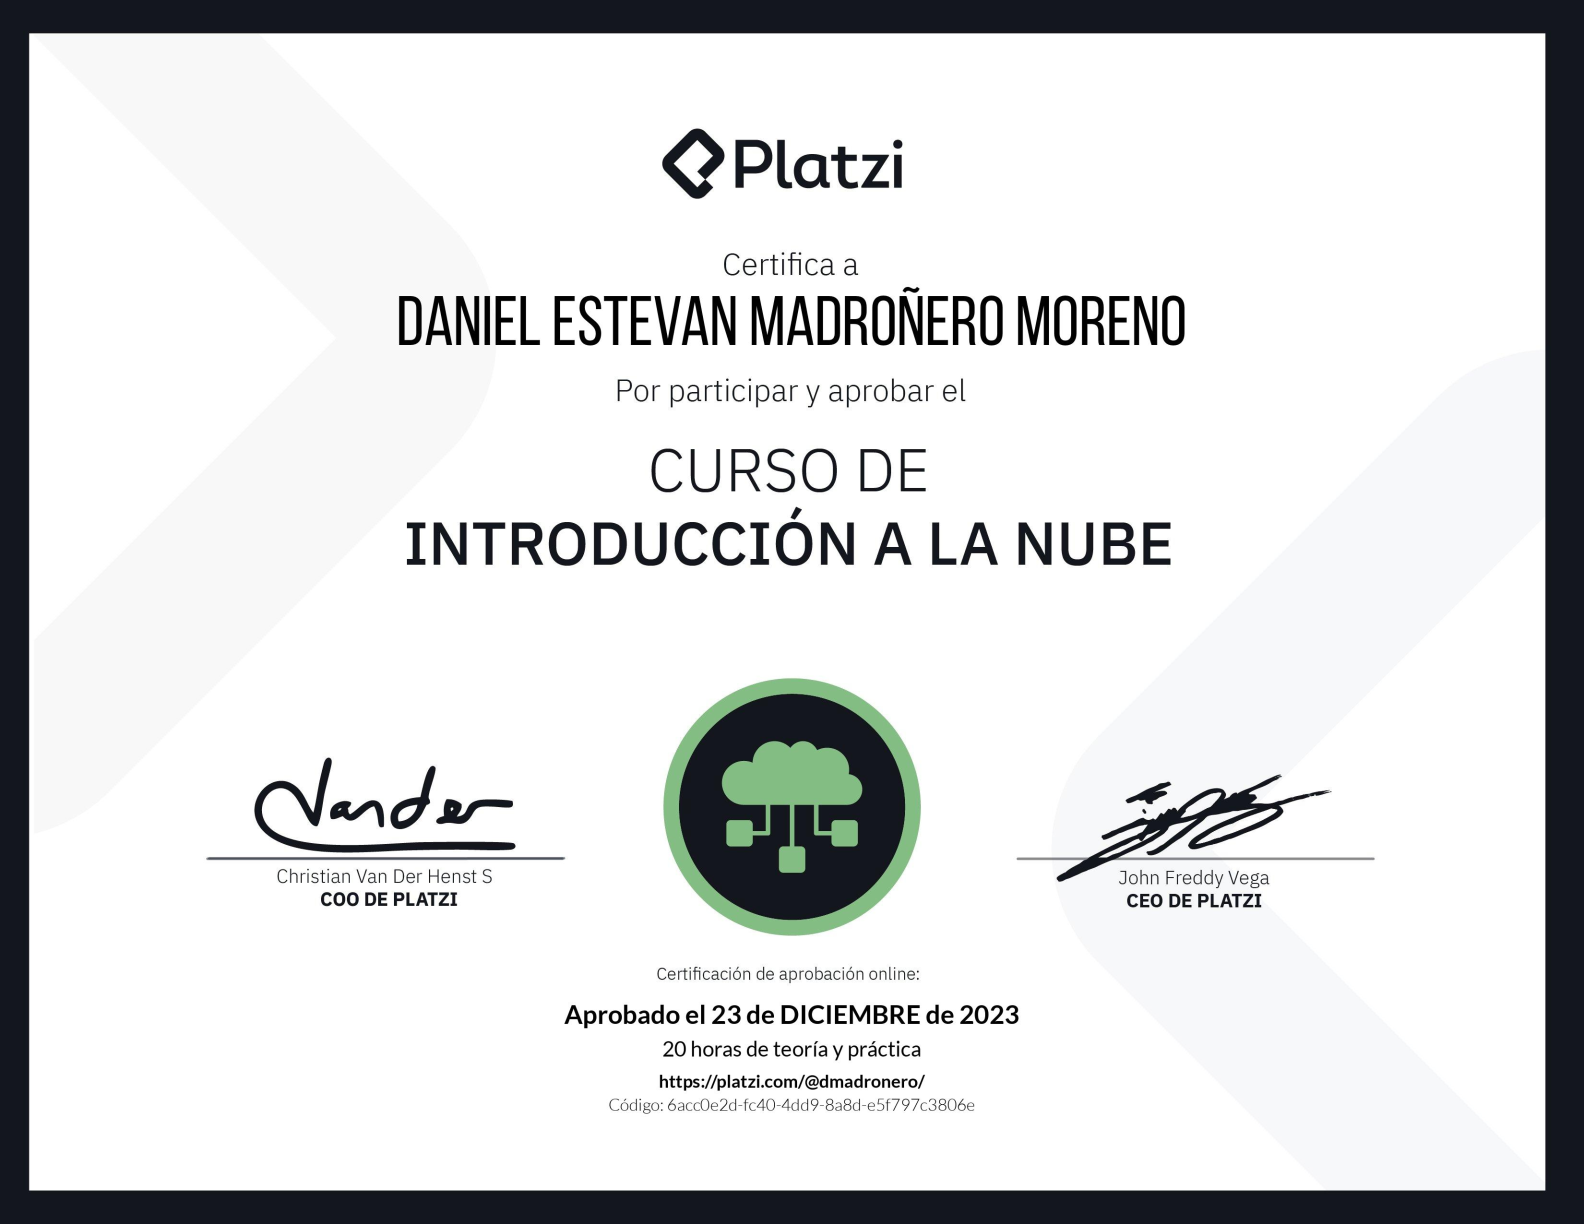 Platzi
Certifica a
DANIEL ESTEVAN MADROÑERO MORENO
Por participar y aprobar el
CURSO DE
INTRODUCCIÓN A LA NUBE
Vander
Christian Van Der Henst S
COO DE PLATZI
John Freddy Vega
CEO DE PLATZI
Certificación de aprobación online:
Aprobado el 23 de DICIEMBRE de 2023
20 horas de teoría y práctica
https://platzi.com/@dmadronero/
Código: 6acc0e2d-fc40-4dd9-8a8d-e5f797c3806e